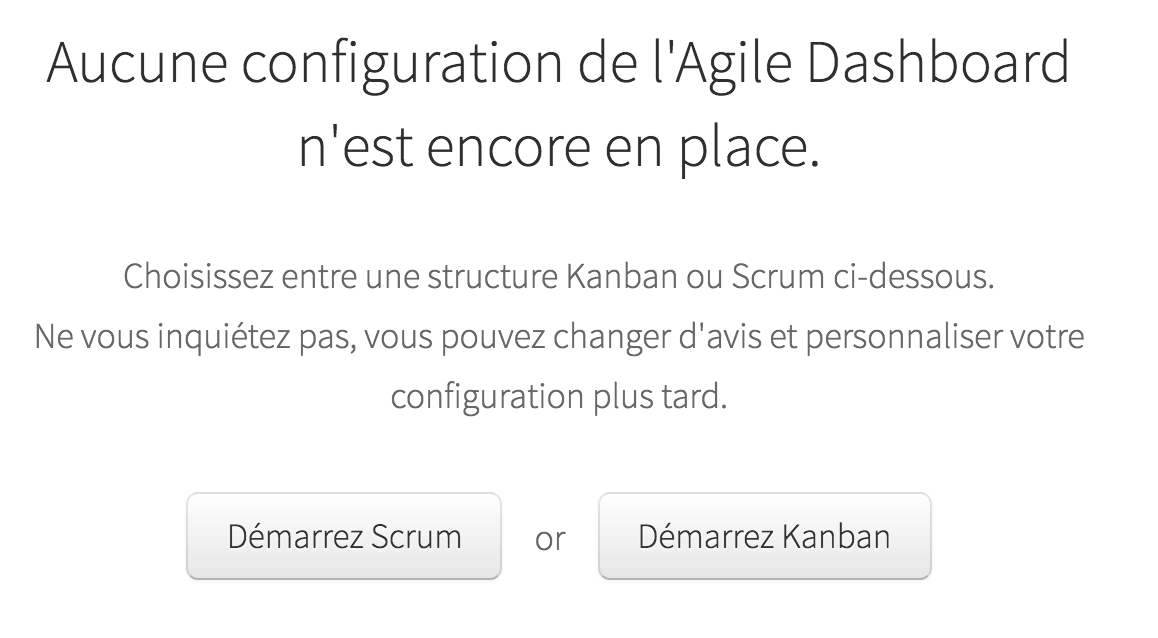 Aucune configuration de l'Agile Dashboard
n'est encore en place.
Choisissez entre une structure Kanban ou Scrum ci-dessous.
Ne vous inquiétez pas, vous pouvez changer d'avis et personnaliser votre
configuration plus tard.
Démarrez Scrum or Démarrez Kanban